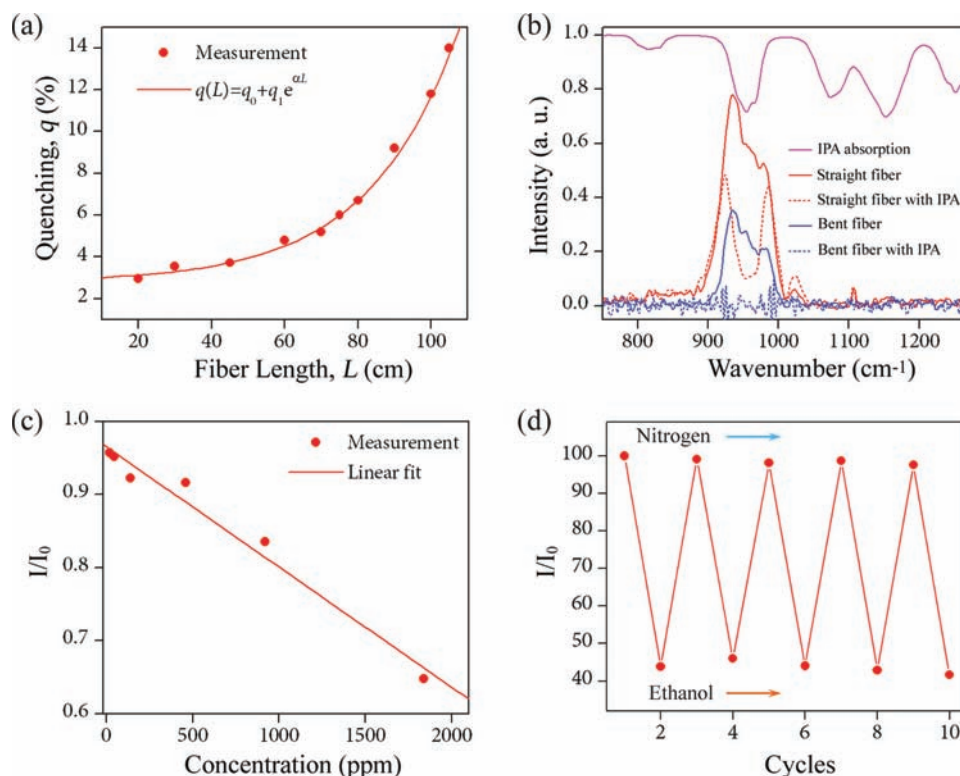 (a)
Measurement
q(L)=q₀+q₁e^αL
Quenching, q (%)
14
12
10
8
6
4
2
20
40
60
80
100
Fiber Length, L (cm)
(b)
IPA absorption
Straight fiber
Straight fiber with IPA
Bent fiber
Bent fiber with IPA
Intensity (a. u.)
1.0
0.8
0.6
0.4
0.2
0.0
800
900
1000
1100
1200
Wavenumber (cm-1)
(c)
Measurement
Linear fit
I/I₀
1.0
0.9
0.8
0.7
0.6
0
500
1000
1500
2000
Concentration (ppm)
(d)
Nitrogen
Ethanol
I/I₀
100
90
80
70
60
50
40
2
4
6
8
10
Cycles